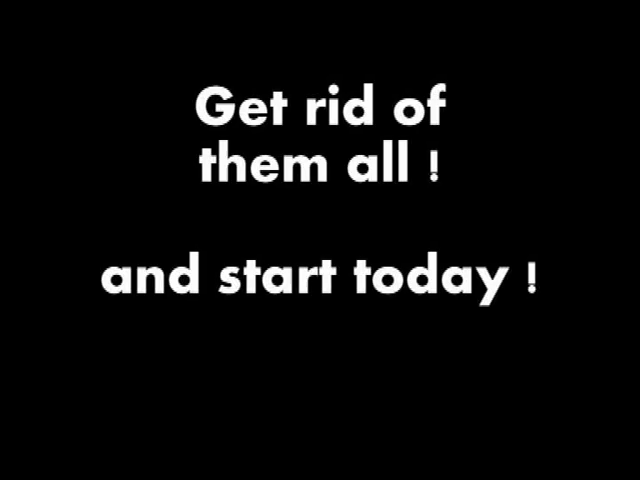 Get rid of
them all !
and start today !